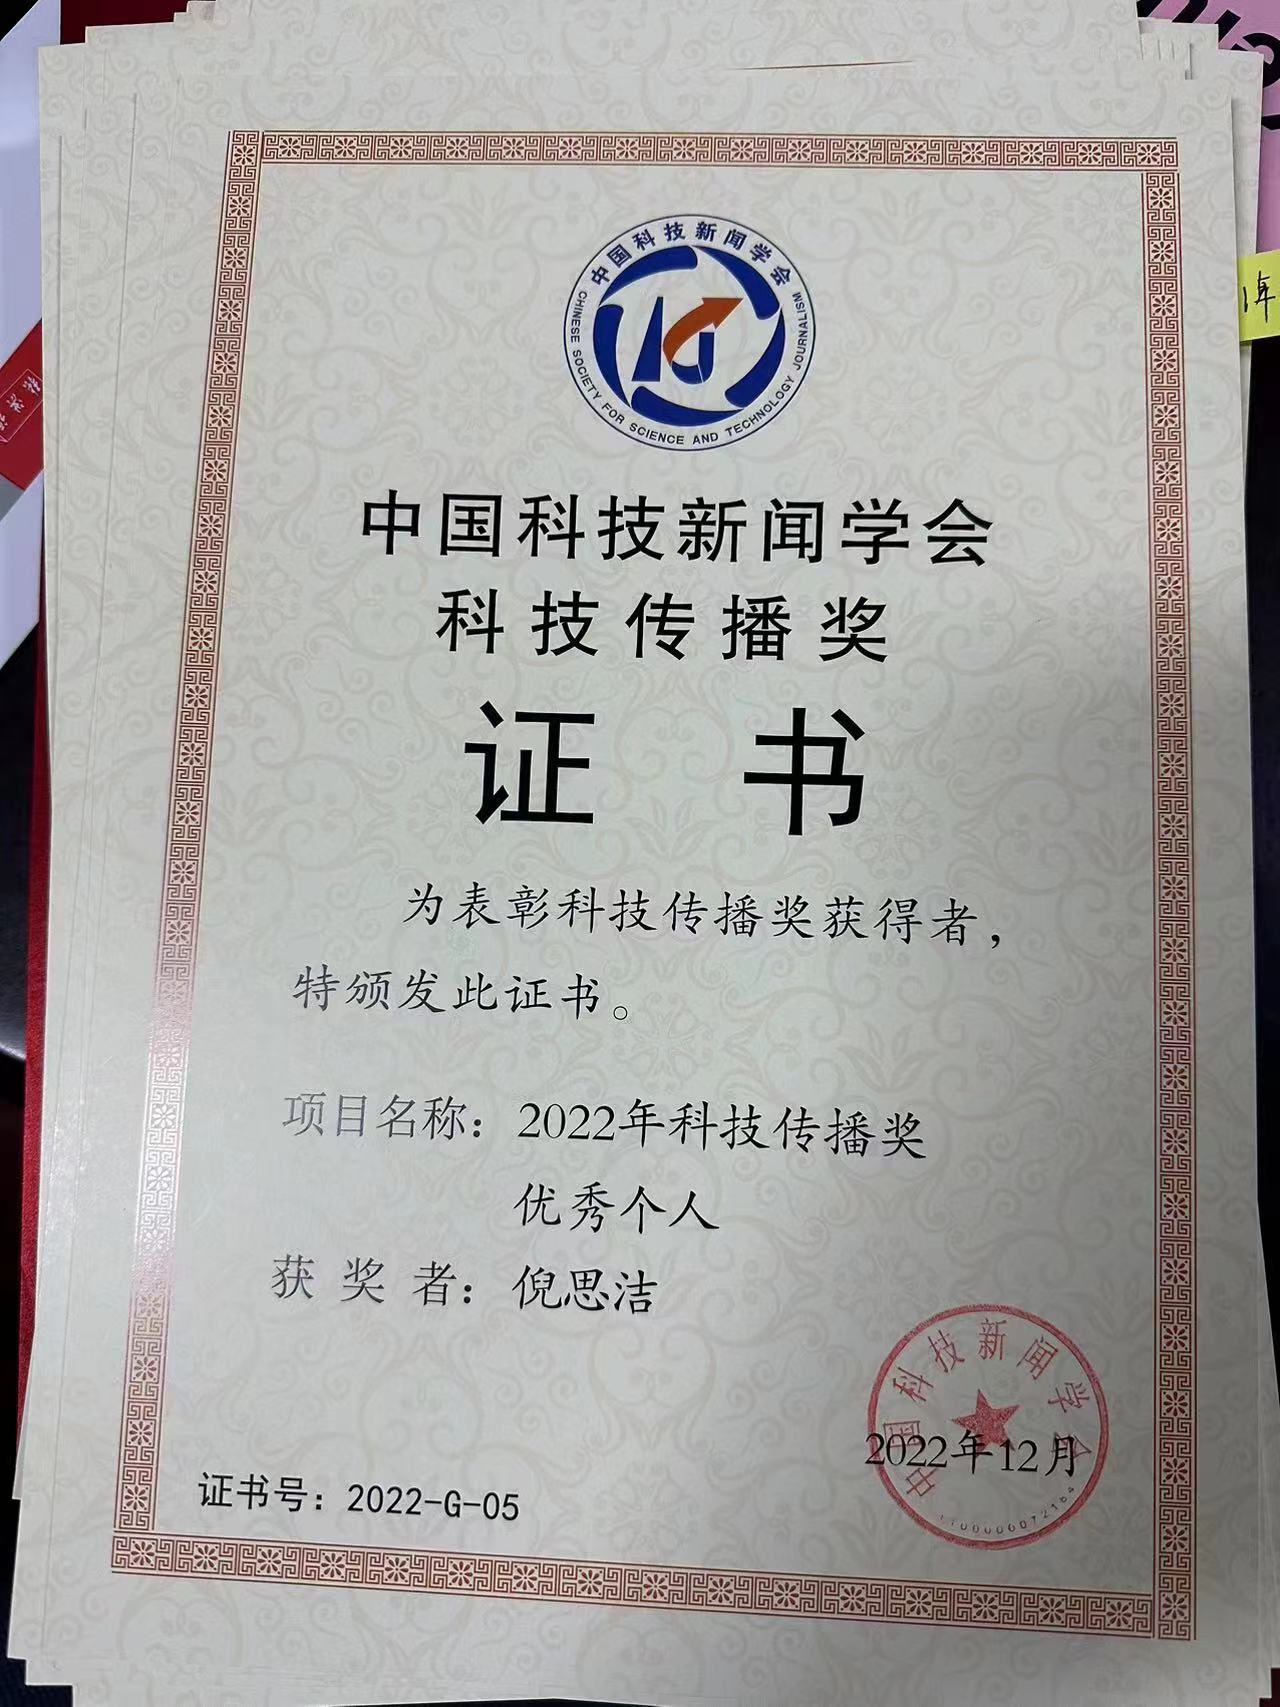 中国科技新闻学会
CHINESE SOCIETY FOR SCIENCE AND TECHNOLOGY JOURNALISM
中国科技新闻学会
科技传播奖
证书
为表彰科技传播奖获得者，
特颁发此证书。
项目名称：2022年科技传播奖
优秀个人
获奖者：倪思洁
中国科技新闻学会
2022年12月
证书号：2022-G-05